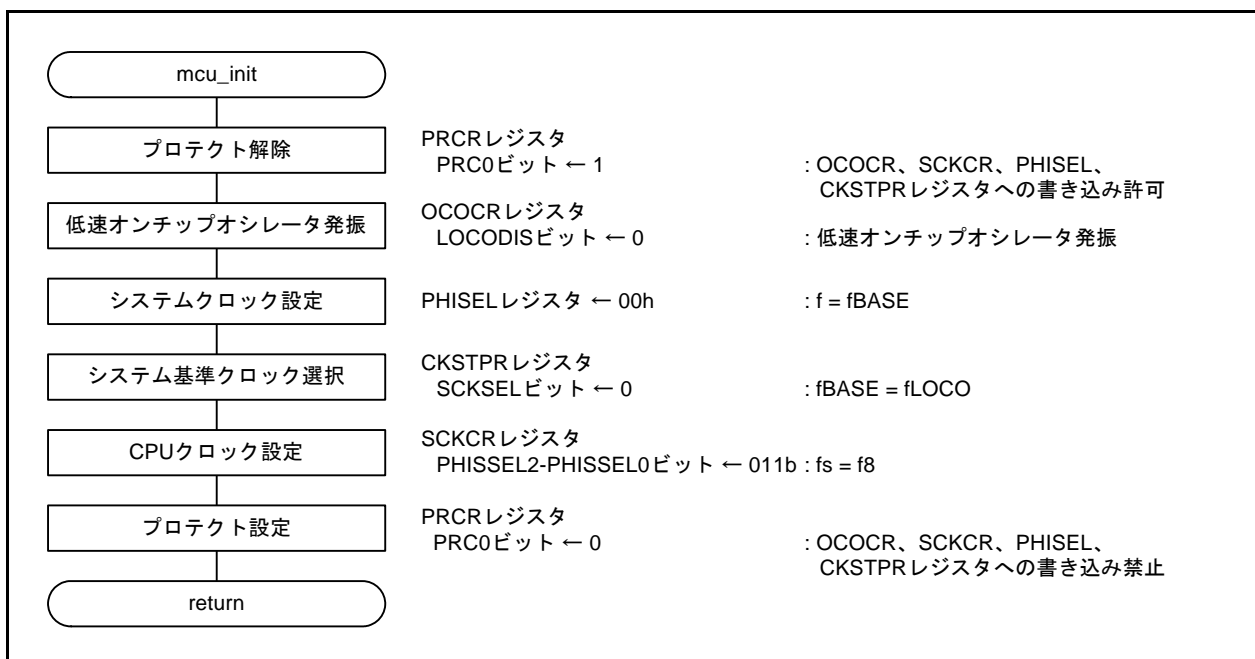 mcu_init
プロテクト解除
PRCRレジスタ
PRC0ビット ← 1 : OCOCR、SCKCR、PHISEL、
CKSTPRレジスタへの書き込み許可
低速オンチップオシレータ発振
OCOCRレジスタ
LOCODISビット ← 0 : 低速オンチップオシレータ発振
システムクロック設定
PHISELレジスタ ← 00h : f = fBASE
システム基準クロック選択
CKSTPRレジスタ
SCKSELビット ← 0 : fBASE = fLOCO
CPUクロック設定
SCKCRレジスタ
PHISSEL2-PHISSEL0ビット ← 011b : fs = f8
プロテクト設定
PRCRレジスタ
PRC0ビット ← 0 : OCOCR、SCKCR、PHISEL、
CKSTPRレジスタへの書き込み禁止
return